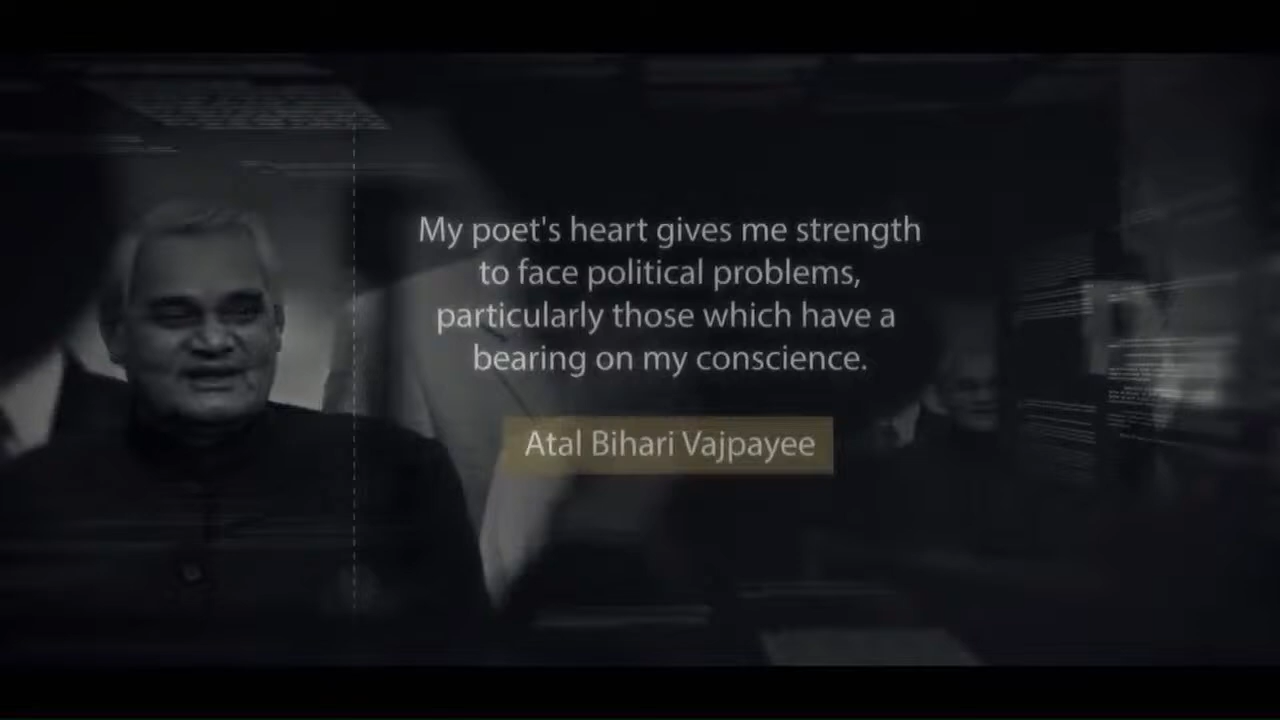 My poet's heart gives me strength
to face political problems,
particularly those which have a
bearing on my conscience.
Atal Bihari Vajpayee